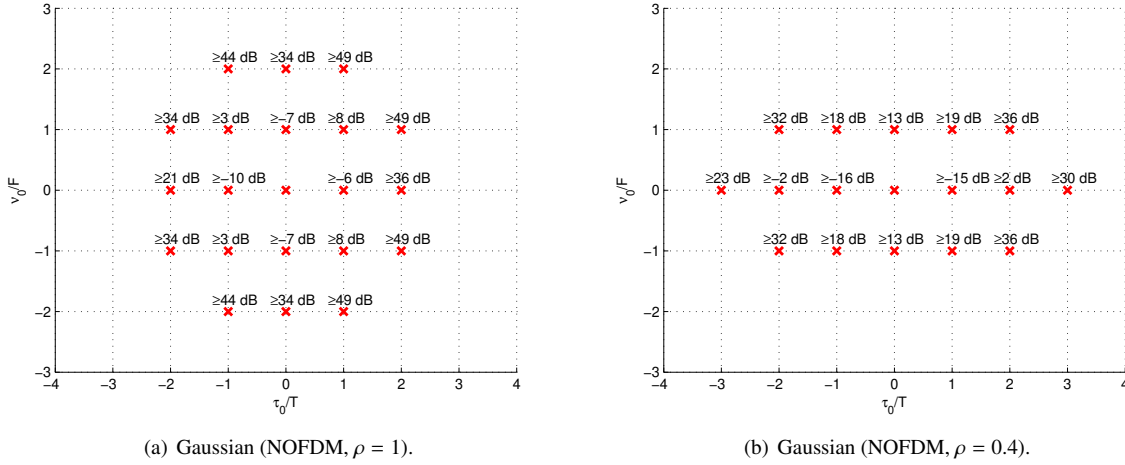 3
≥44 dB ≥34 dB ≥49 dB
2
≥34 dB ≥3 dB ≥−7 dB ≥8 dB ≥49 dB
1
≥21 dB ≥−10 dB ≥−6 dB ≥36 dB
0
≥34 dB ≥3 dB ≥−7 dB ≥8 dB ≥49 dB
−1
≥44 dB ≥34 dB ≥49 dB
−2
−3
−4 −3 −2 −1 0 1 2 3 4
ν0/F
τ0/T
(a) Gaussian (NOFDM, ρ = 1).
3
2
≥32 dB ≥18 dB ≥13 dB ≥19 dB ≥36 dB
1
≥23 dB ≥−2 dB ≥−16 dB ≥−15 dB ≥2 dB ≥30 dB
0
≥32 dB ≥18 dB ≥13 dB ≥19 dB ≥36 dB
−1
−2
−3
−4 −3 −2 −1 0 1 2 3 4
ν0/F
τ0/T
(b) Gaussian (NOFDM, ρ = 0.4).